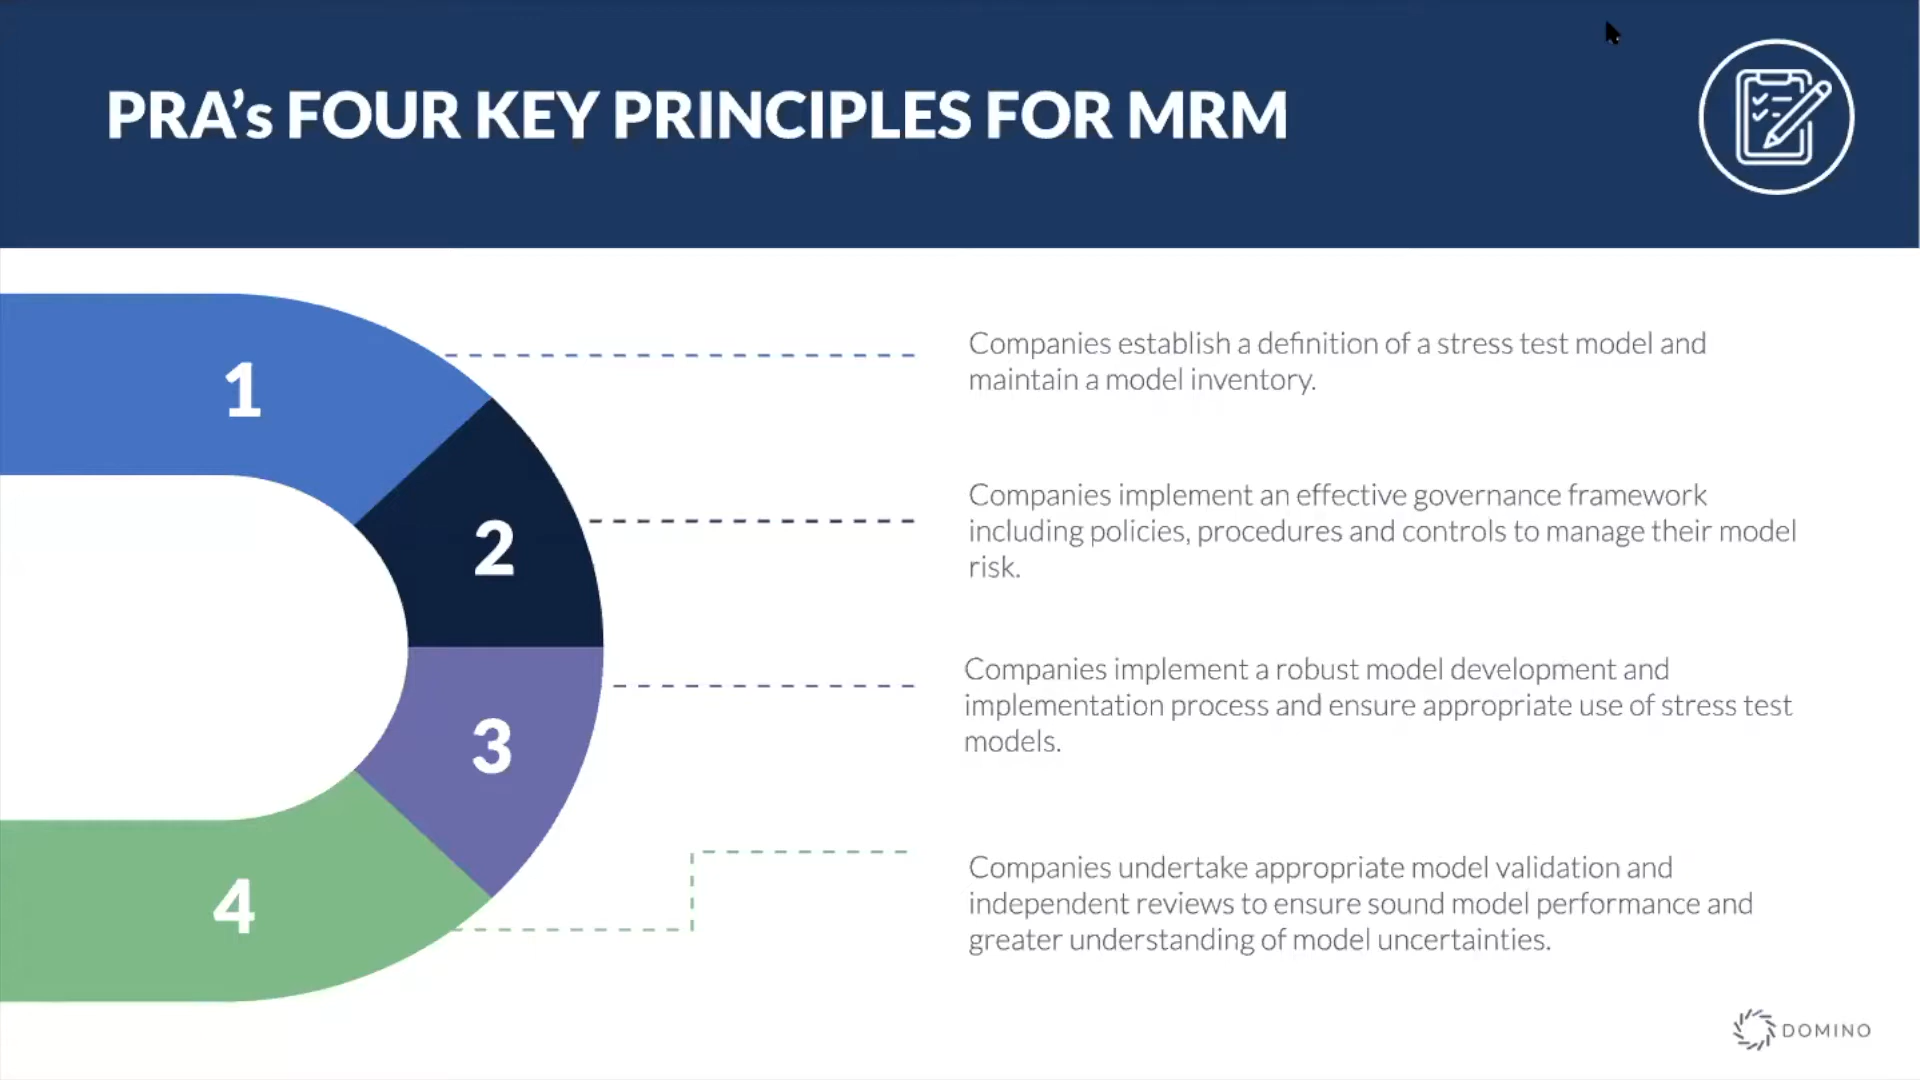 PRA’s FOUR KEY PRINCIPLES FOR MRM
1
Companies establish a definition of a stress test model and
maintain a model inventory.
2
Companies implement an effective governance framework
including policies, procedures and controls to manage their model
risk.
3
Companies implement a robust model development and
implementation process and ensure appropriate use of stress test
models.
4
Companies undertake appropriate model validation and
independent reviews to ensure sound model performance and
greater understanding of model uncertainties.
DOMINO